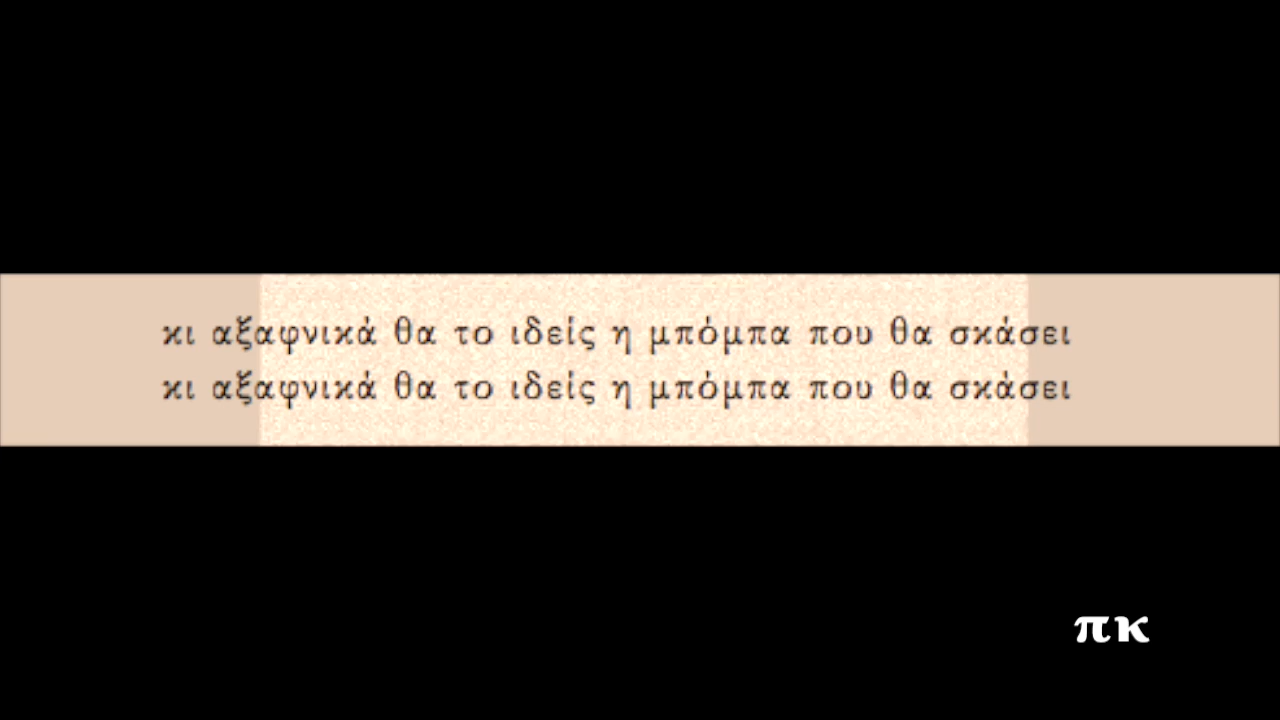 κι αξαφνικά θα το ιδείς η μπόμπα που θα σκάσει
κι αξαφνικά θα το ιδείς η μπόμπα που θα σκάσει
πκ